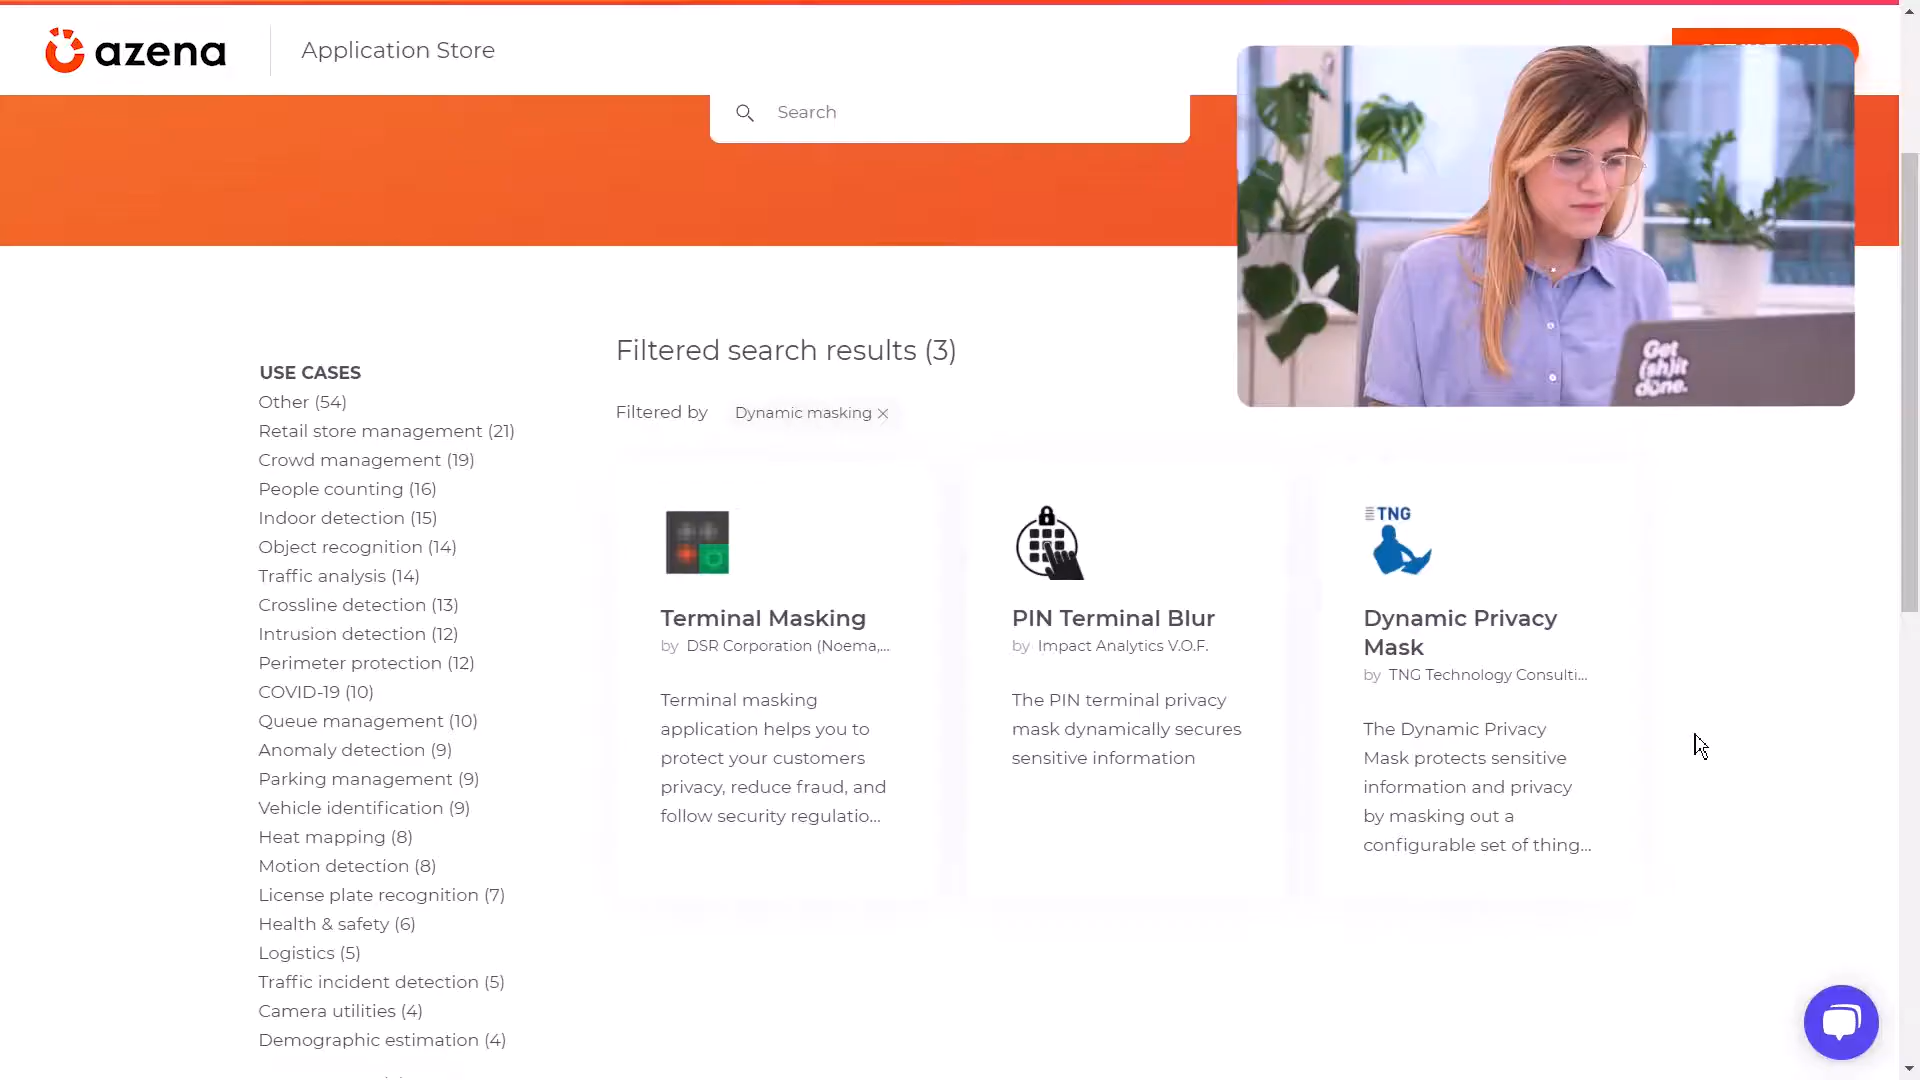 azena
Application Store
Search
USE CASES
Other (54)
Retail store management (21)
Crowd management (19)
People counting (16)
Indoor detection (15)
Object recognition (14)
Traffic analysis (14)
Crossline detection (13)
Intrusion detection (12)
Perimeter protection (12)
COVID-19 (10)
Queue management (10)
Anomaly detection (9)
Parking management (9)
Vehicle identification (9)
Heat mapping (8)
Motion detection (8)
License plate recognition (7)
Health & safety (6)
Logistics (5)
Traffic incident detection (5)
Camera utilities (4)
Demographic estimation (4)
Filtered search results (3)
Filtered by Dynamic masking
Terminal Masking
by DSR Corporation (Noema,...
Terminal masking
application helps you to
protect your customers
privacy, reduce fraud, and
follow security regulatio...
PIN Terminal Blur
by Impact Analytics V.O.F.
The PIN terminal privacy
mask dynamically secures
sensitive information
TNG
Dynamic Privacy
Mask
by TNG Technology Consulti...
The Dynamic Privacy
Mask protects sensitive
information and privacy
by masking out a
configurable set of thing...
Get
(sh)it
done.